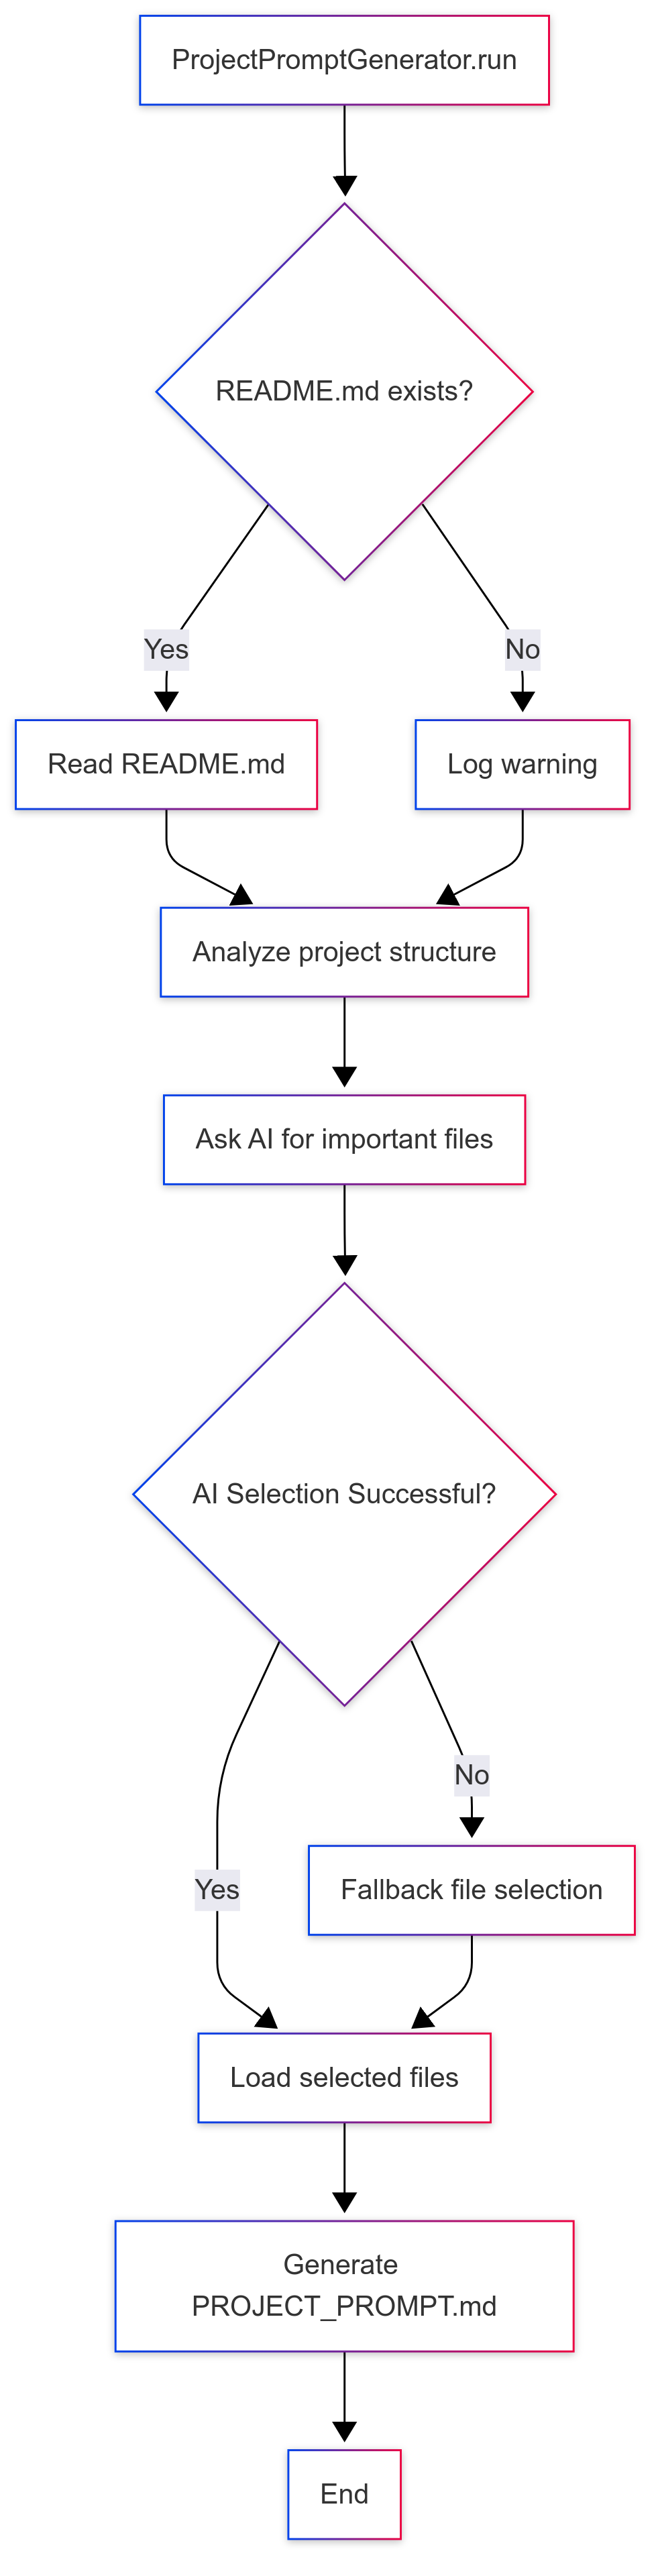 ProjectPromptGenerator.run
README.md exists?
Yes
No
Read README.md
Log warning
Analyze project structure
Ask AI for important files
AI Selection Successful?
No
Yes
Fallback file selection
Load selected files
Generate
PROJECT_PROMPT.md
End